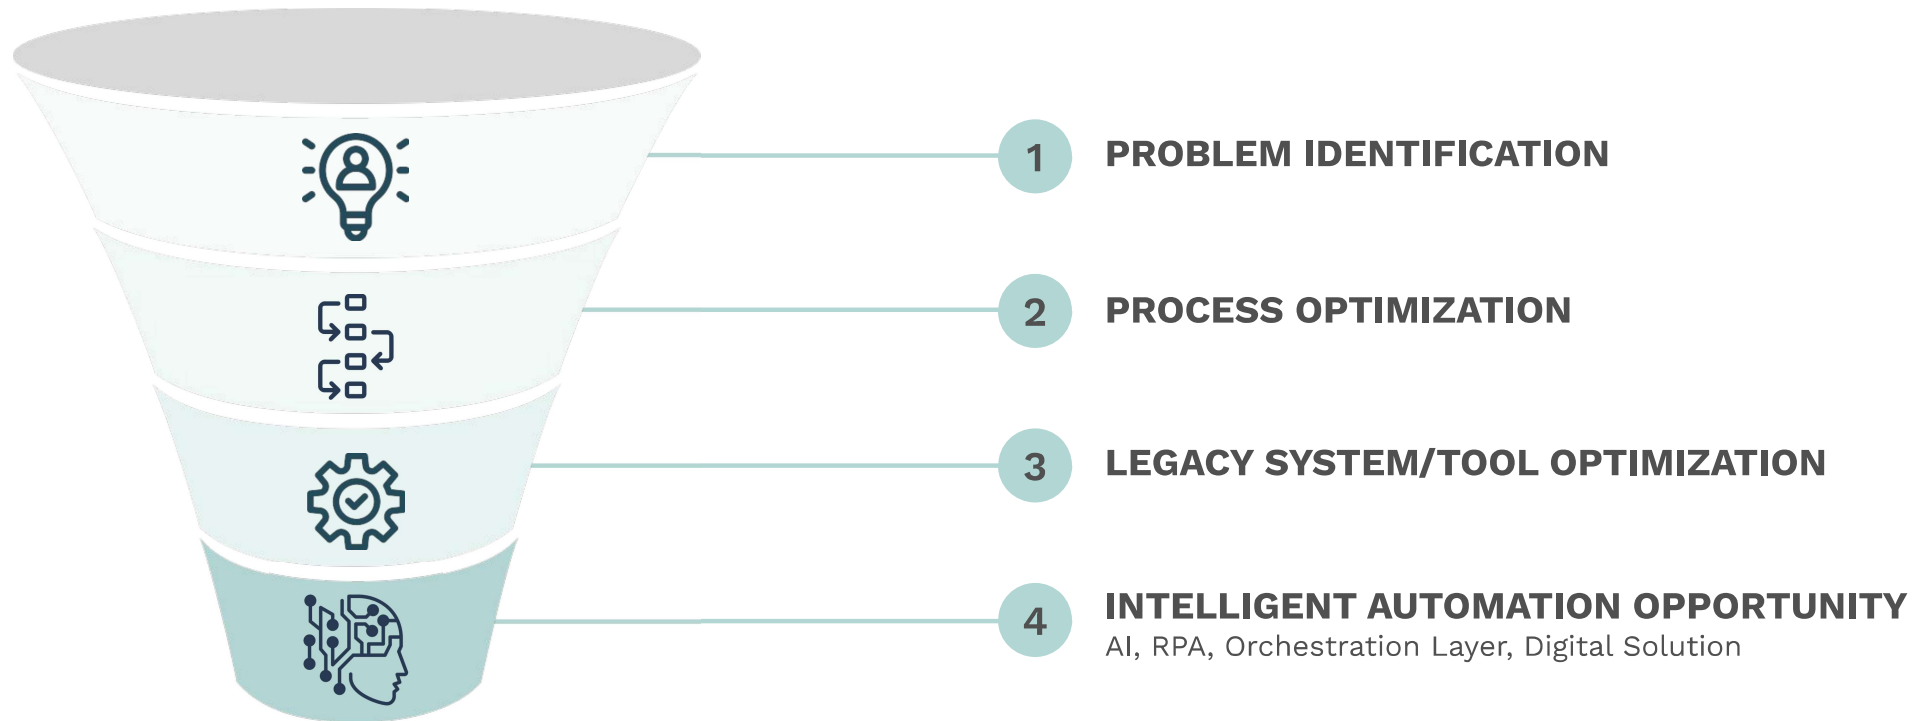 1 PROBLEM IDENTIFICATION
2 PROCESS OPTIMIZATION
3 LEGACY SYSTEM/TOOL OPTIMIZATION
4 INTELLIGENT AUTOMATION OPPORTUNITY
AI, RPA, Orchestration Layer, Digital Solution